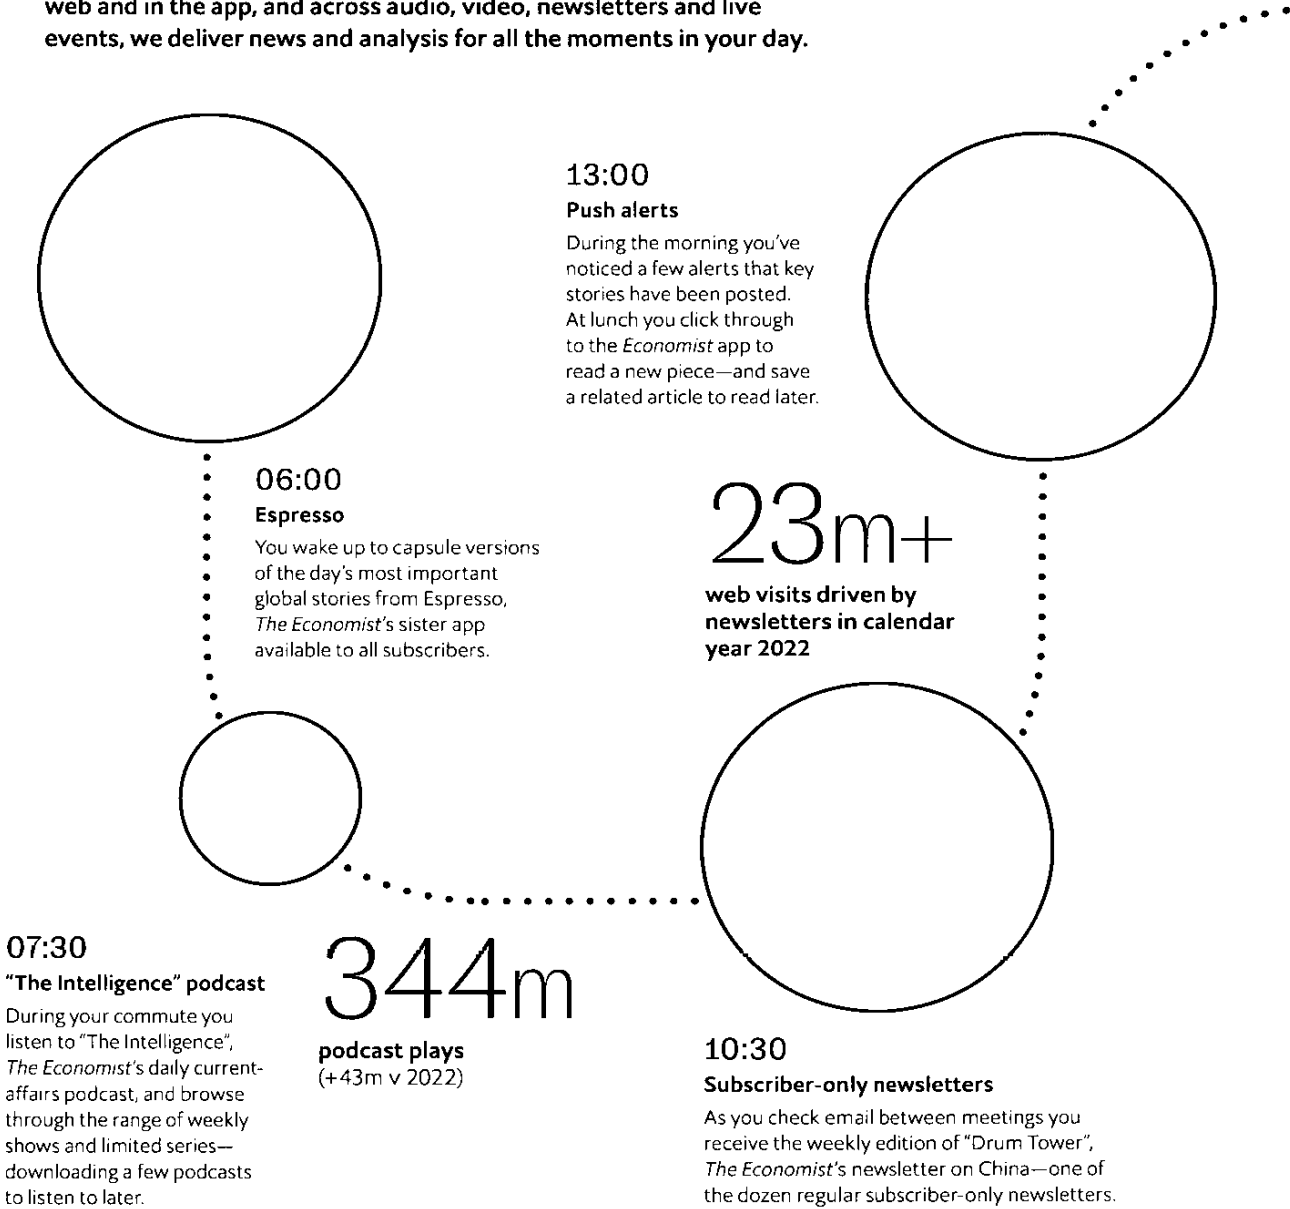 web and in the app, and across audio, video, newsletters and live
events, we deliver news and analysis for all the moments in your day.
06:00
Espresso
You wake up to capsule versions
of the day's most important
global stories from Espresso,
The Economist's sister app
available to all subscribers.
07:30
"The Intelligence" podcast
During your commute you
listen to "The Intelligence",
The Economist's daily current-
affairs podcast, and browse
through the range of weekly
shows and limited series—
downloading a few podcasts
to listen to later.
344m
podcast plays
(+43m v 2022)
10:30
Subscriber-only newsletters
As you check email between meetings you
receive the weekly edition of "Drum Tower",
The Economist's newsletter on China—one of
the dozen regular subscriber-only newsletters.
23m+
web visits driven by
newsletters in calendar
year 2022
13:00
Push alerts
During the morning you've
noticed a few alerts that key
stories have been posted.
At lunch you click through
to the Economist app to
read a new piece—and save
a related article to read later.